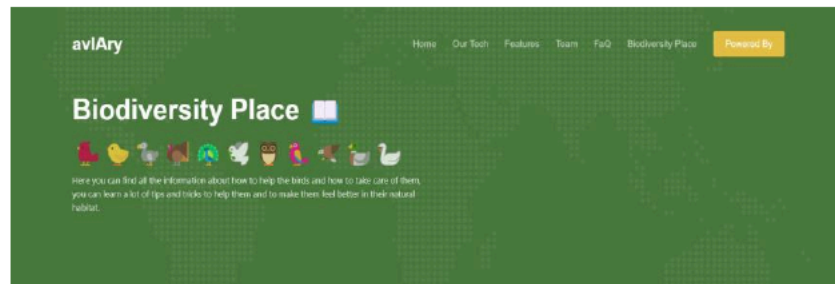 avIAry
Home Our Tech Features Team FaQ Biodiversity Place Powered By
Biodiversity Place
Here you can find all the information about how to help the birds and how to take care of them,
you can learn a lot of tips and tricks to help them and to make them feel better in their natural
habitat.